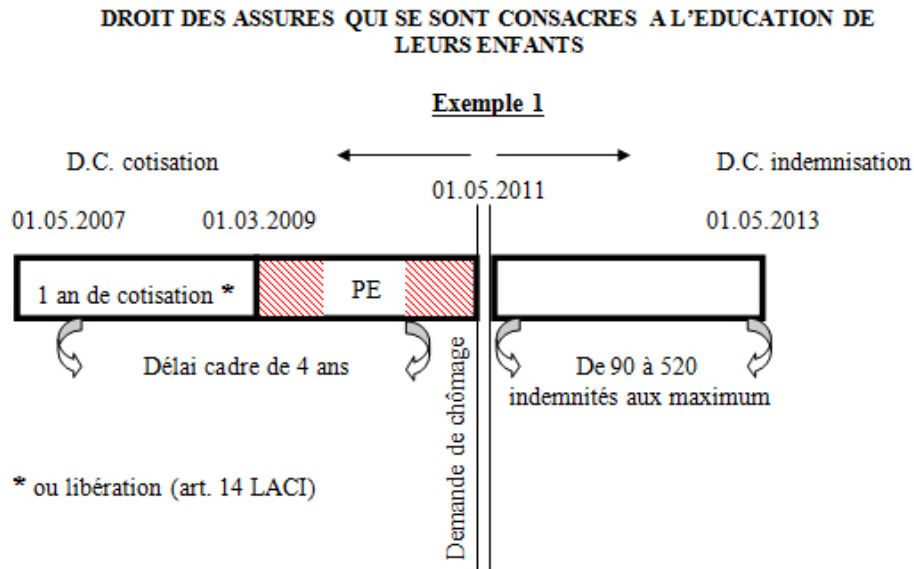 DROIT DES ASSURES QUI SE SONT CONSACRES A L'EDUCATION DE
LEURS ENFANTS
Exemple 1
D.C. cotisation
D.C. indemnisation
01.05.2011
01.05.2007
01.03.2009
01.05.2013
1 an de cotisation *
PE
Délai cadre de 4 ans
De 90 à 520
indemnités aux maximum
Demande de chômage
* ou libération (art. 14 LACI)